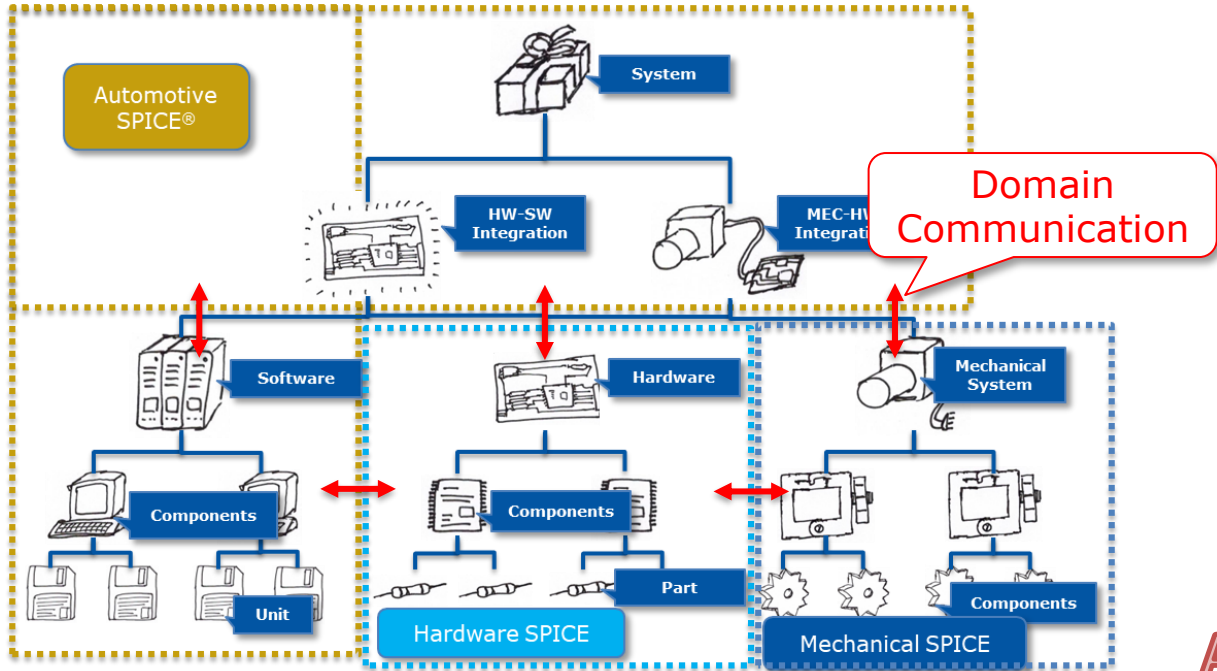 Automotive
SPICE®
System
HW-SW
Integration
MEC-HW
Integratio
Domain
Communication
Software
Hardware
Mechanical
System
Components
Components
Unit
Part
Components
Hardware SPICE
Mechanical SPICE